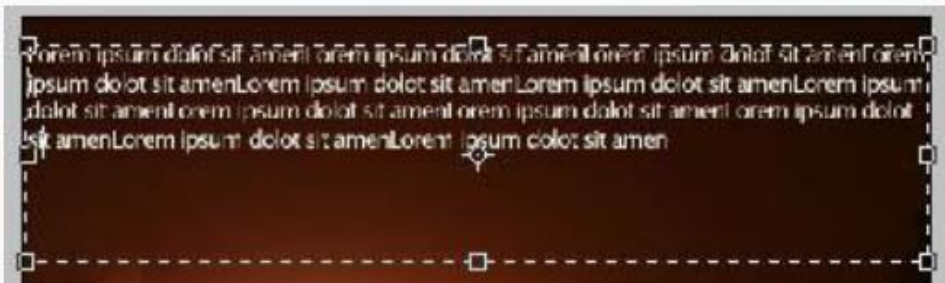 Lorem ipsum dolot sit amenLorem ipsum dolot sit amenLorem ipsum dolot sit amenLorem
ipsum dolot sit amenLorem ipsum dolot sit amenLorem ipsum dolot sit amenLorem ipsum
dolot sit amenLorem ipsum dolot sit amenLorem ipsum dolot sit amenLorem ipsum dolot
sit amenLorem ipsum dolot sit amenLorem ipsum dolot sit amen